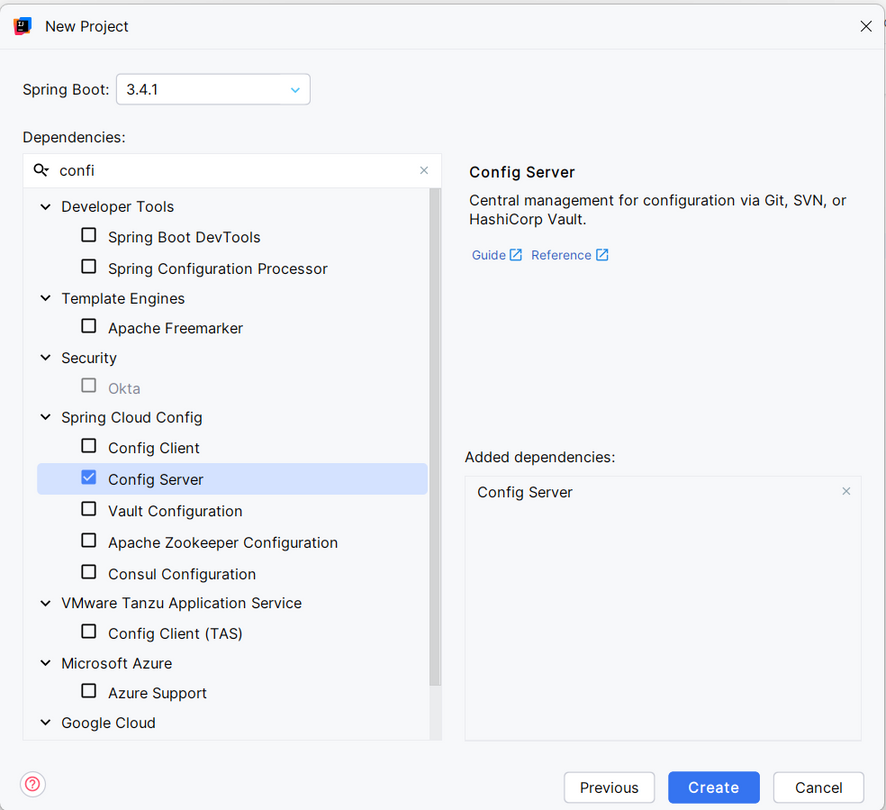 New Project
Spring Boot: 3.4.1
Dependencies:
confi
Developer Tools
Spring Boot DevTools
Spring Configuration Processor
Template Engines
Apache Freemarker
Security
Okta
Spring Cloud Config
Config Client
Config Server
Vault Configuration
Apache Zookeeper Configuration
Consul Configuration
VMware Tanzu Application Service
Config Client (TAS)
Microsoft Azure
Azure Support
Google Cloud
Config Server
Central management for configuration via Git, SVN, or
HashiCorp Vault.
Guide Reference
Added dependencies:
Config Server
Previous Create Cancel